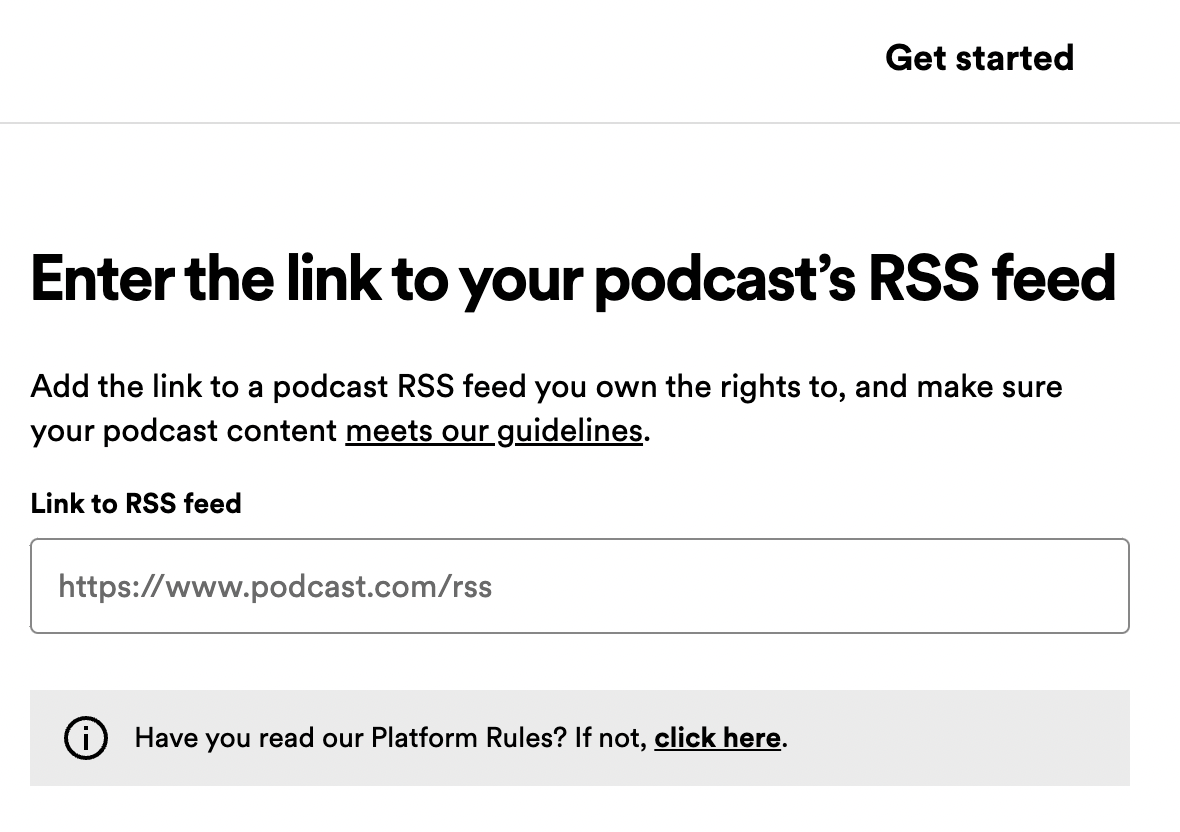 Get started
Enter the link to your podcast’s RSS feed
Add the link to a podcast RSS feed you own the rights to, and make sure
your podcast content meets our guidelines.
Link to RSS feed
https://www.podcast.com/rss
Have you read our Platform Rules? If not, click here.